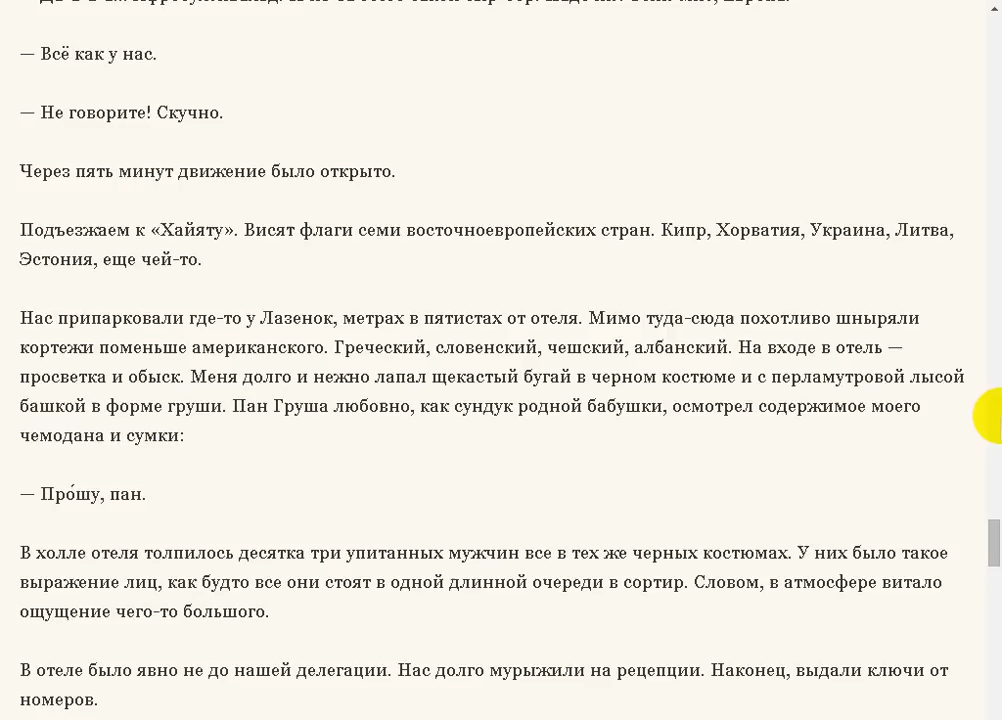 — Всё как у нас.
— Не говорите! Скучно.
Через пять минут движение было открыто.
Подъезжаем к «Хайяту». Висят флаги семи восточноевропейских стран. Кипр, Хорватия, Украина, Литва,
Эстония, еще чей-то.
Нас припарковали где-то у Лазенок, метрах в пятистах от отеля. Мимо туда-сюда похотливо шныряли
кортежи поменьше американского. Греческий, словенский, чешский, албанский. На входе в отель —
просветка и обыск. Меня долго и нежно лапал щекастый бугай в черном костюме и с перламутровой лысой
башкой в форме груши. Пан Груша любовно, как сундук родной бабушки, осмотрел содержимое моего
чемодана и сумки:
— Про́шу, пан.
В холле отеля толпилось десятка три упитанных мужчин все в тех же черных костюмах. У них было такое
выражение лиц, как будто все они стоят в одной длинной очереди в сортир. Словом, в атмосфере витало
ощущение чего-то большого.
В отеле было явно не до нашей делегации. Нас долго мурыжили на рецепции. Наконец, выдали ключи от
номеров.